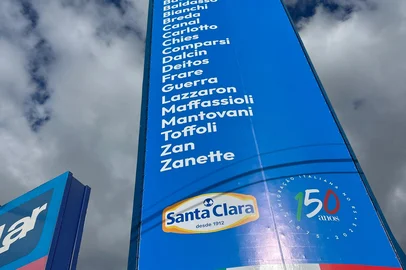 Baldasso
Bianchi
Breda
Canal
Carlotto
Chies
Comparsi
Dalcin
Deitos
Frare
Guerra
Lazzaron
Maffassioli
Mantovani
Toffoli
Zan
Zanette
Santa Clara
desde 1912
150
anos
ar